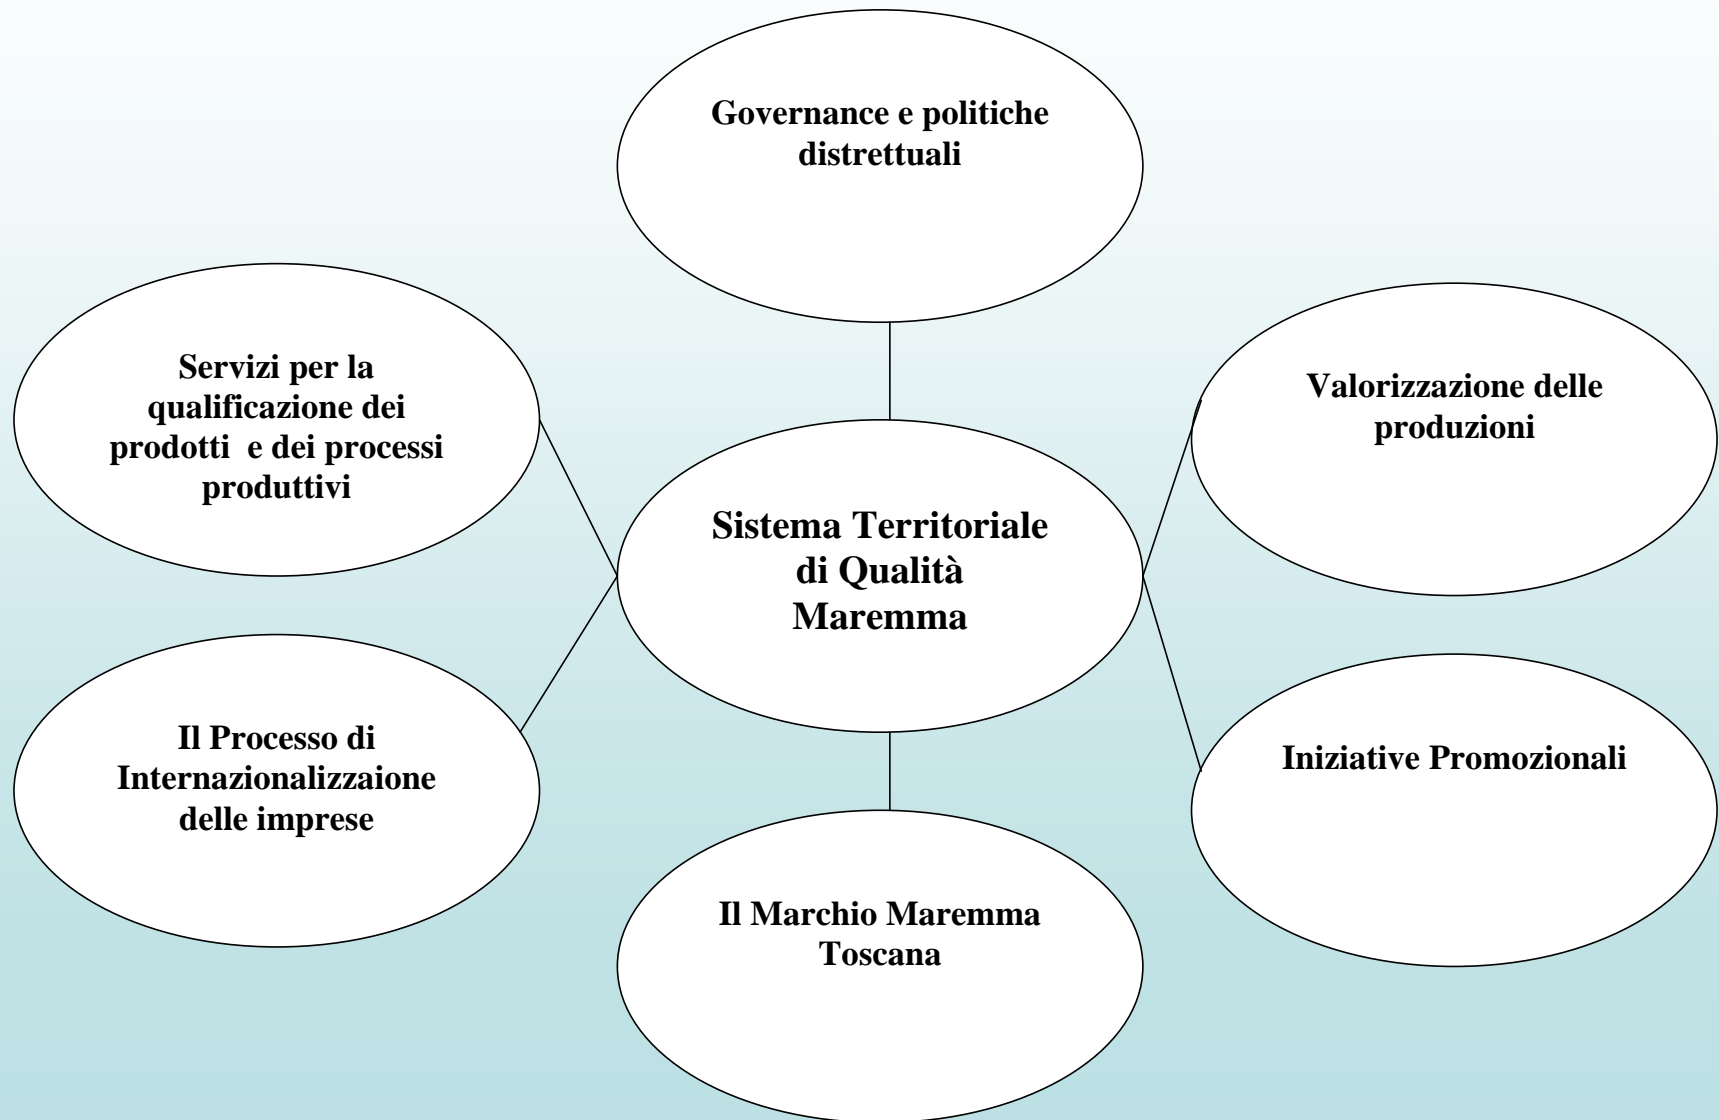 Governance e politiche
distrettuali
Servizi per la
qualificazione dei
prodotti  e dei processi
produttivi
Valorizzazione delle
produzioni
Sistema Territoriale
di Qualità
Maremma
Il Processo di
Internazionalizzaione
delle imprese
Iniziative Promozionali
Il Marchio Maremma
Toscana